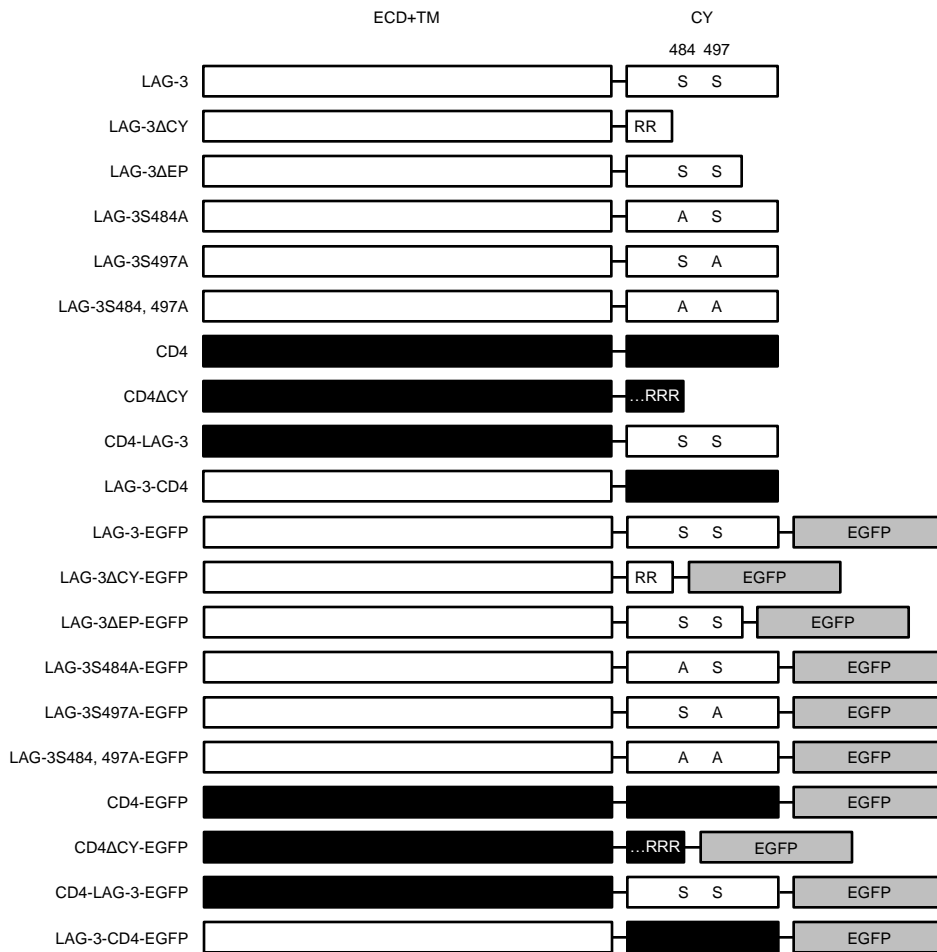 ECD+TM CY
484 497
LAG-3 S S
LAG-3ΔCY RR
LAG-3ΔEP S S
LAG-3S484A A S
LAG-3S497A S A
LAG-3S484, 497A A A
CD4
CD4ΔCY ...RRR
CD4-LAG-3 S S
LAG-3-CD4
LAG-3-EGFP S S EGFP
LAG-3ΔCY-EGFP RR EGFP
LAG-3ΔEP-EGFP S S EGFP
LAG-3S484A-EGFP A S EGFP
LAG-3S497A-EGFP S A EGFP
LAG-3S484, 497A-EGFP A A EGFP
CD4-EGFP EGFP
CD4ΔCY-EGFP ...RRR EGFP
CD4-LAG-3-EGFP S S EGFP
LAG-3-CD4-EGFP EGFP